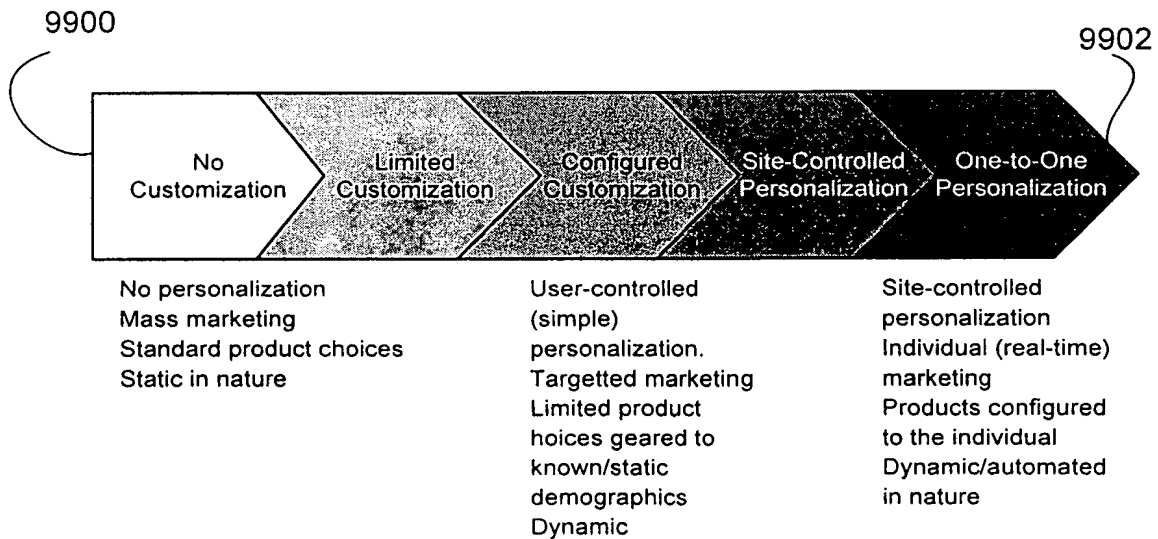 9900
9902
No
Customization
Limited
Customization
Configured
Customization
Site-Controlled
Personalization
One-to-One
Personalization
No personalization
Mass marketing
Standard product choices
Static in nature
User-controlled
(simple)
personalization.
Targetted marketing
Limited product
hoices geared to
known/static
demographics
Dynamic
Site-controlled
personalization
Individual (real-time)
marketing
Products configured
to the individual
Dynamic/automated
in nature